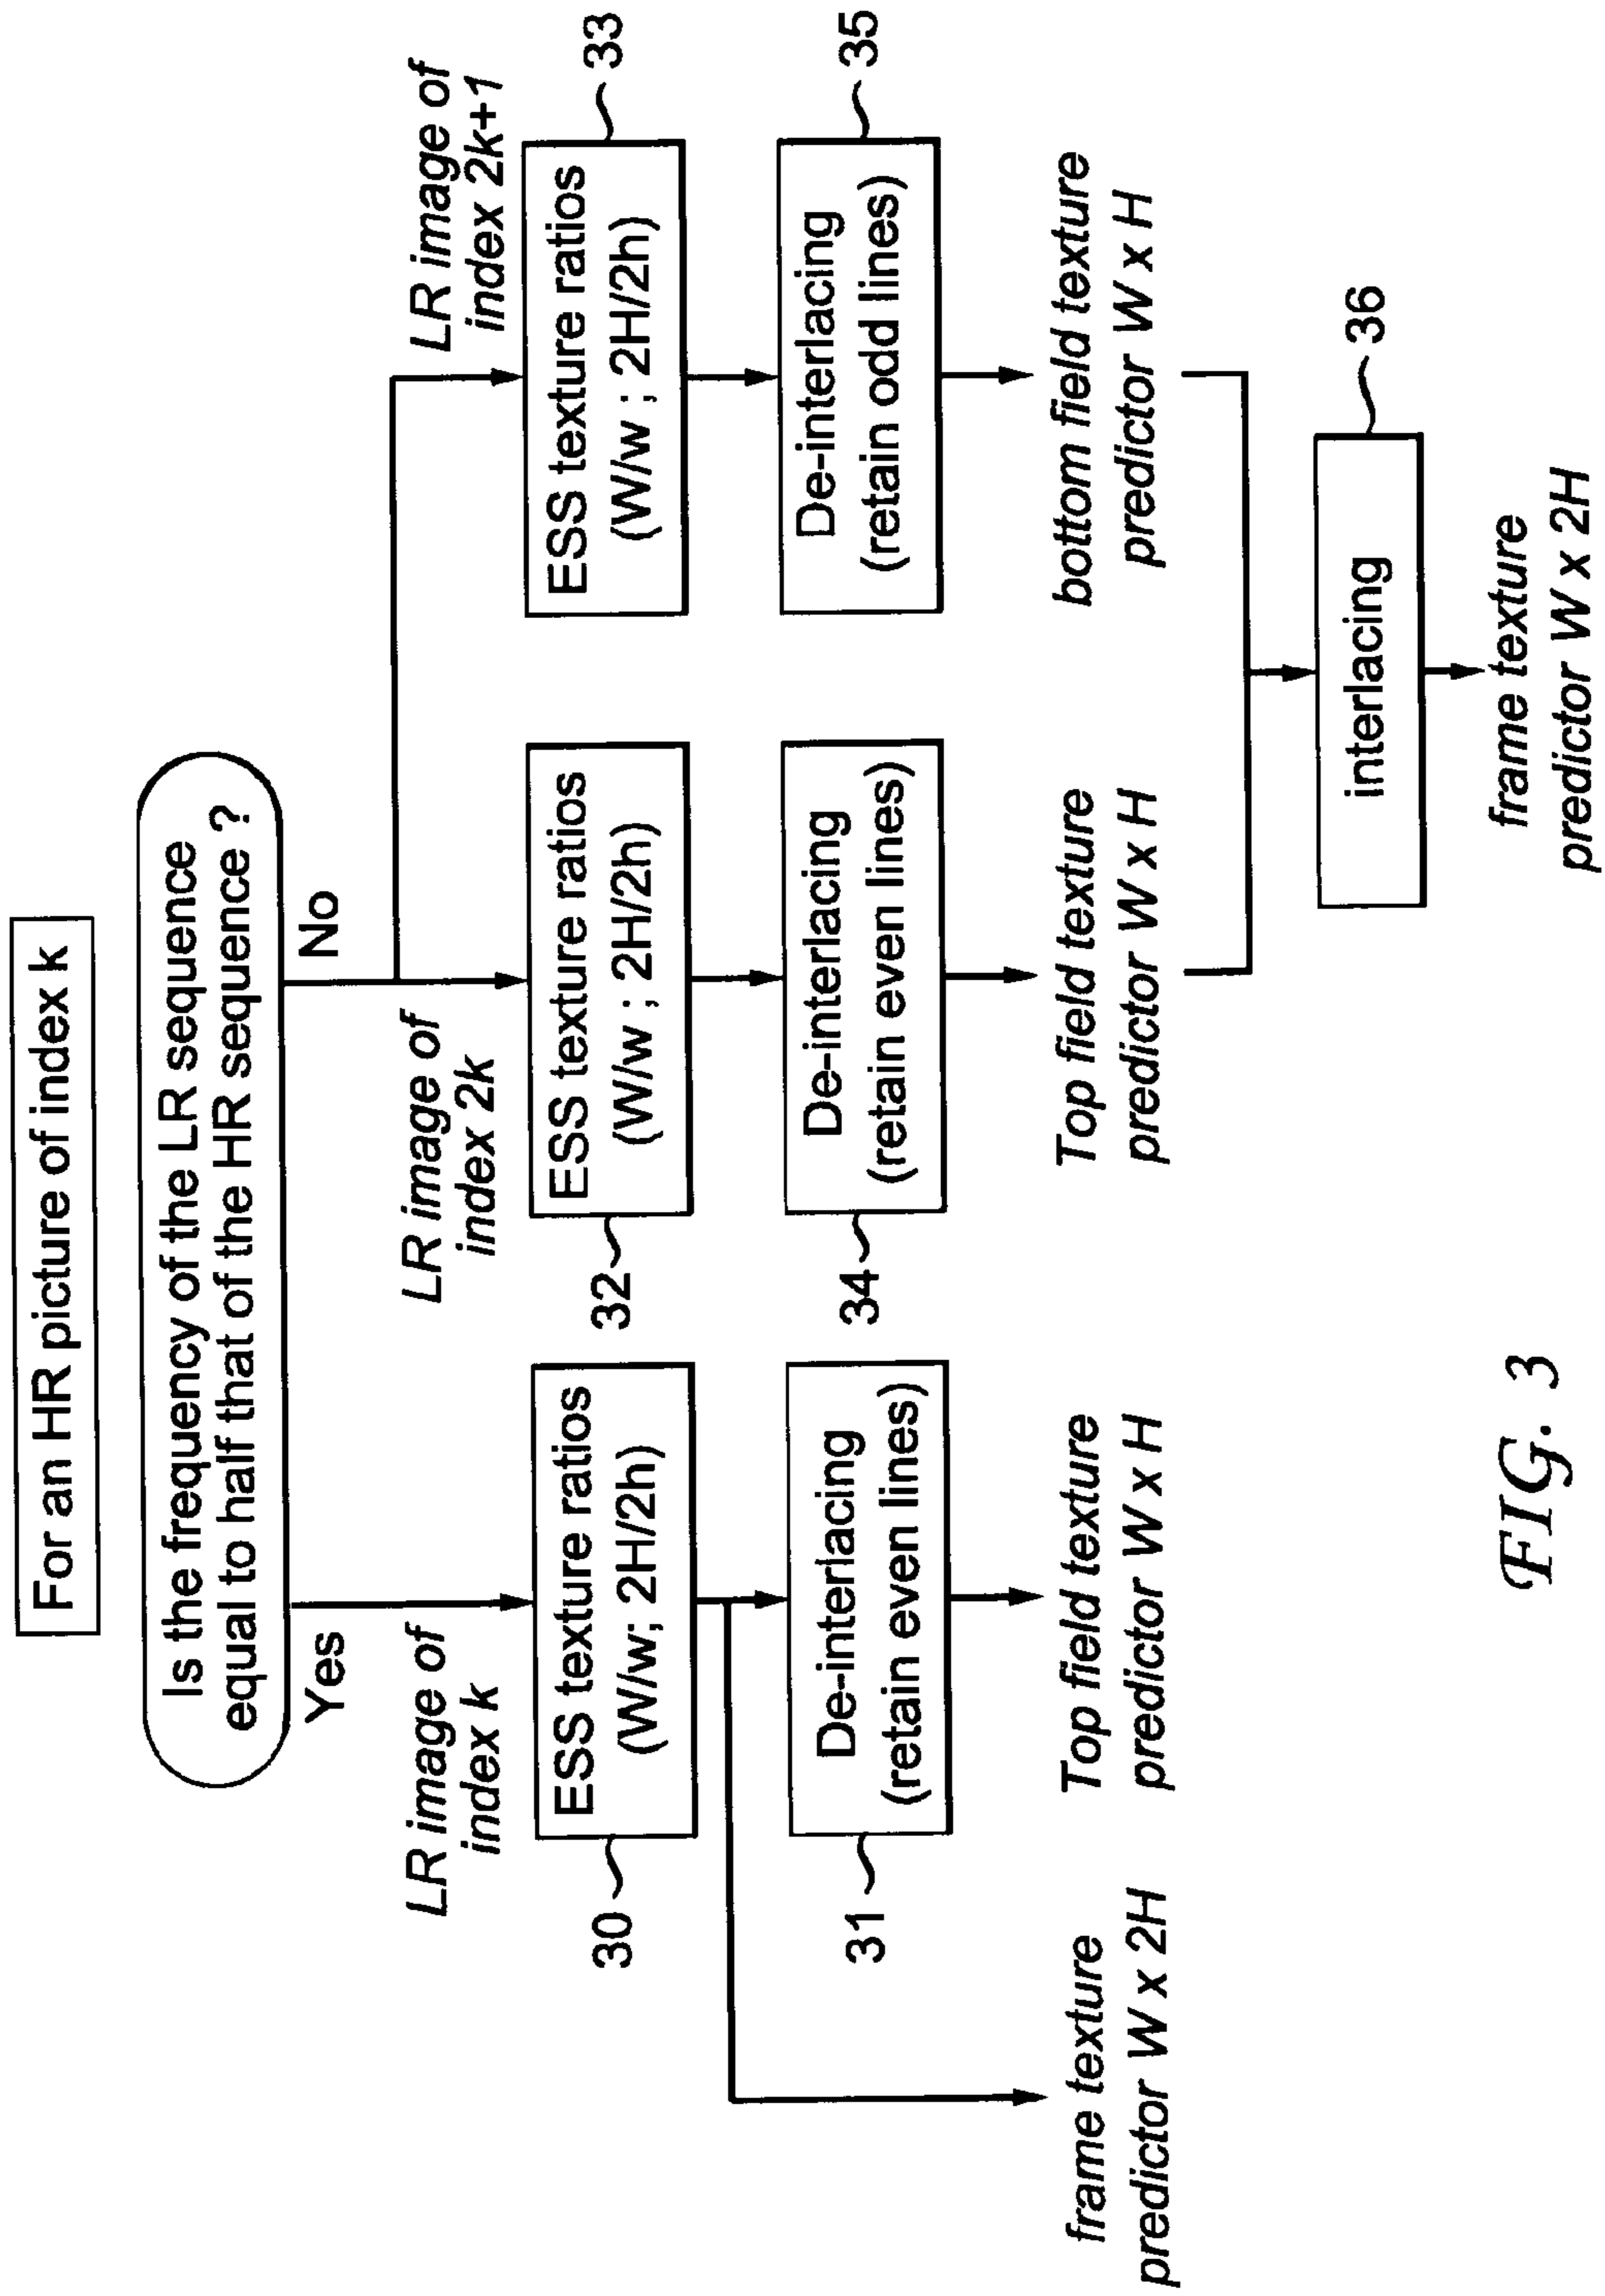 For an HR picture of index k
Is the frequency of the LR sequence
equal to half that of the HR sequence ?
Yes
No
LR image of
index k
LR image of
index 2k
LR image of
index 2k+1
30
ESS texture ratios
(W/w; 2H/2h)
32
ESS texture ratios
(W/w ; 2H/2h)
33
ESS texture ratios
(W/w ; 2H/2h)
31
De-interlacing
(retain even lines)
34
De-interlacing
(retain even lines)
35
De-interlacing
(retain odd lines)
frame texture
predictor W x 2H
Top field texture
predictor W x H
Top field texture
predictor W x H
bottom field texture
predictor W x H
36
interlacing
frame texture
predictor W x 2H
FIG. 3